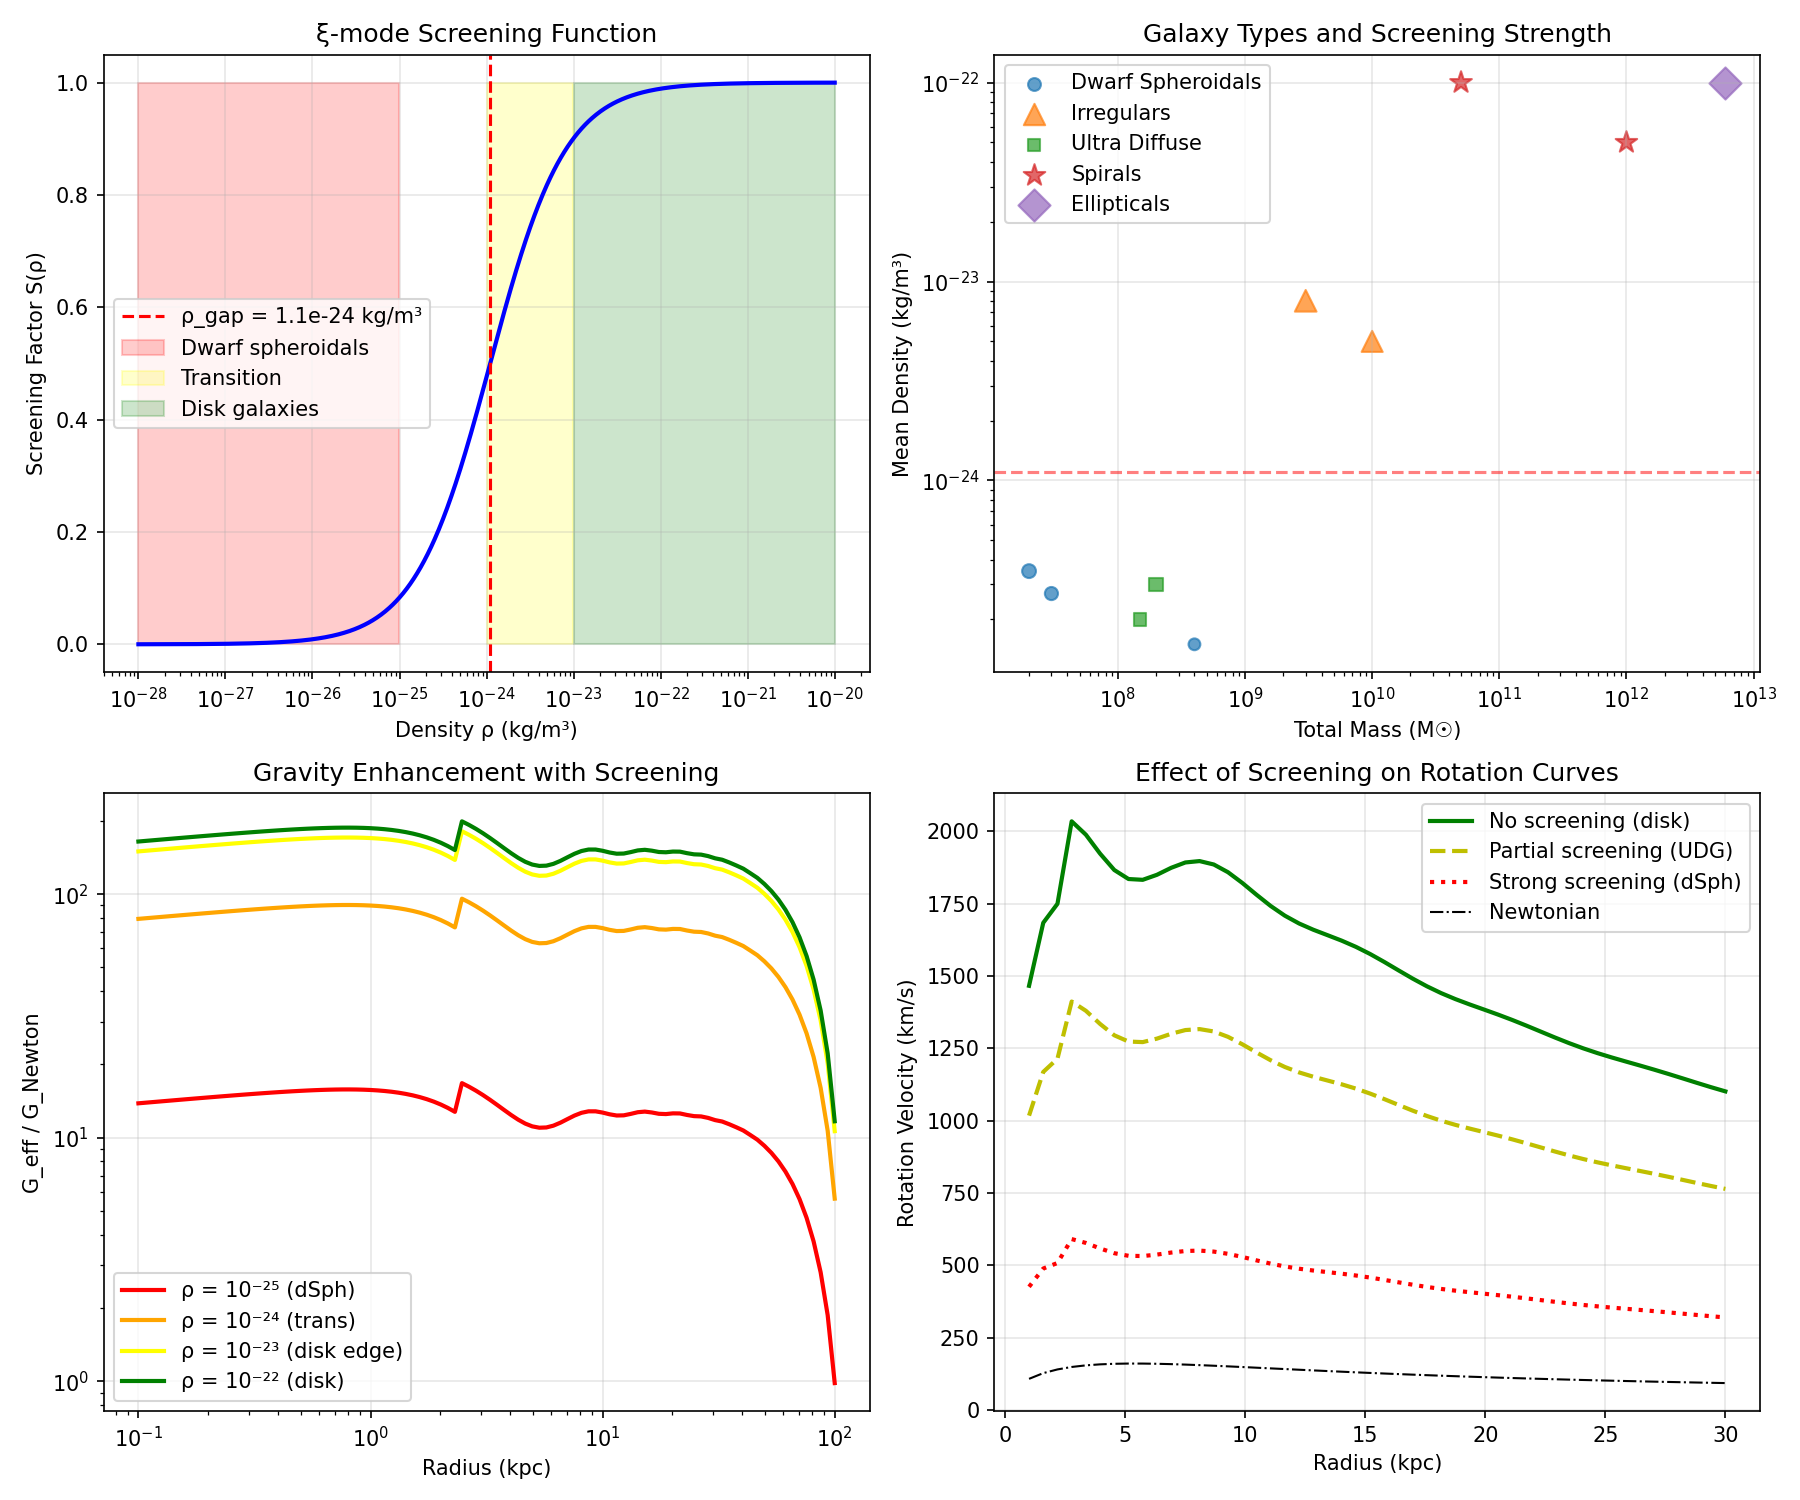 ξ-mode Screening Function
Screening Factor S(ρ)
1.0
0.8
0.6
0.4
0.2
0.0
ρ_gap = 1.1e-24 kg/m³
Dwarf spheroidals
Transition
Disk galaxies
10⁻²⁸ 10⁻²⁷ 10⁻²⁶ 10⁻²⁵ 10⁻²⁴ 10⁻²³ 10⁻²² 10⁻²¹ 10⁻²⁰
Density ρ (kg/m³)
Galaxy Types and Screening Strength
Mean Density (kg/m³)
10⁻²²
10⁻²³
10⁻²⁴
Dwarf Spheroidals
Irregulars
Ultra Diffuse
Spirals
Ellipticals
10⁸ 10⁹ 10¹⁰ 10¹¹ 10¹² 10¹³
Total Mass (M☉)
Gravity Enhancement with Screening
G_eff / G_Newton
10²
10¹
10⁰
ρ = 10⁻²⁵ (dSph)
ρ = 10⁻²⁴ (trans)
ρ = 10⁻²³ (disk edge)
ρ = 10⁻²² (disk)
10⁻¹ 10⁰ 10¹ 10²
Radius (kpc)
Effect of Screening on Rotation Curves
Rotation Velocity (km/s)
2000
1750
1500
1250
1000
750
500
250
0
No screening (disk)
Partial screening (UDG)
Strong screening (dSph)
Newtonian
0 5 10 15 20 25 30
Radius (kpc)